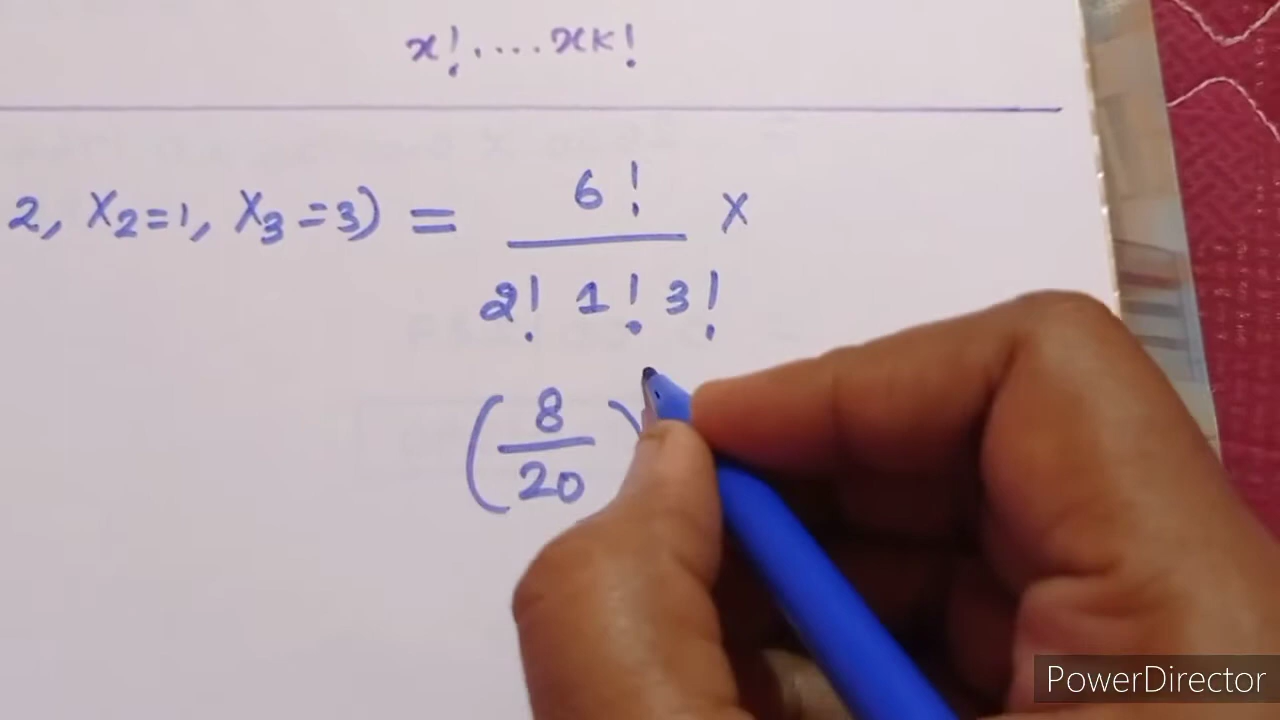 x!....xK!
2, X2=1, X3=3) = 6! X
2! 1! 3!
(8/20)
PowerDirector